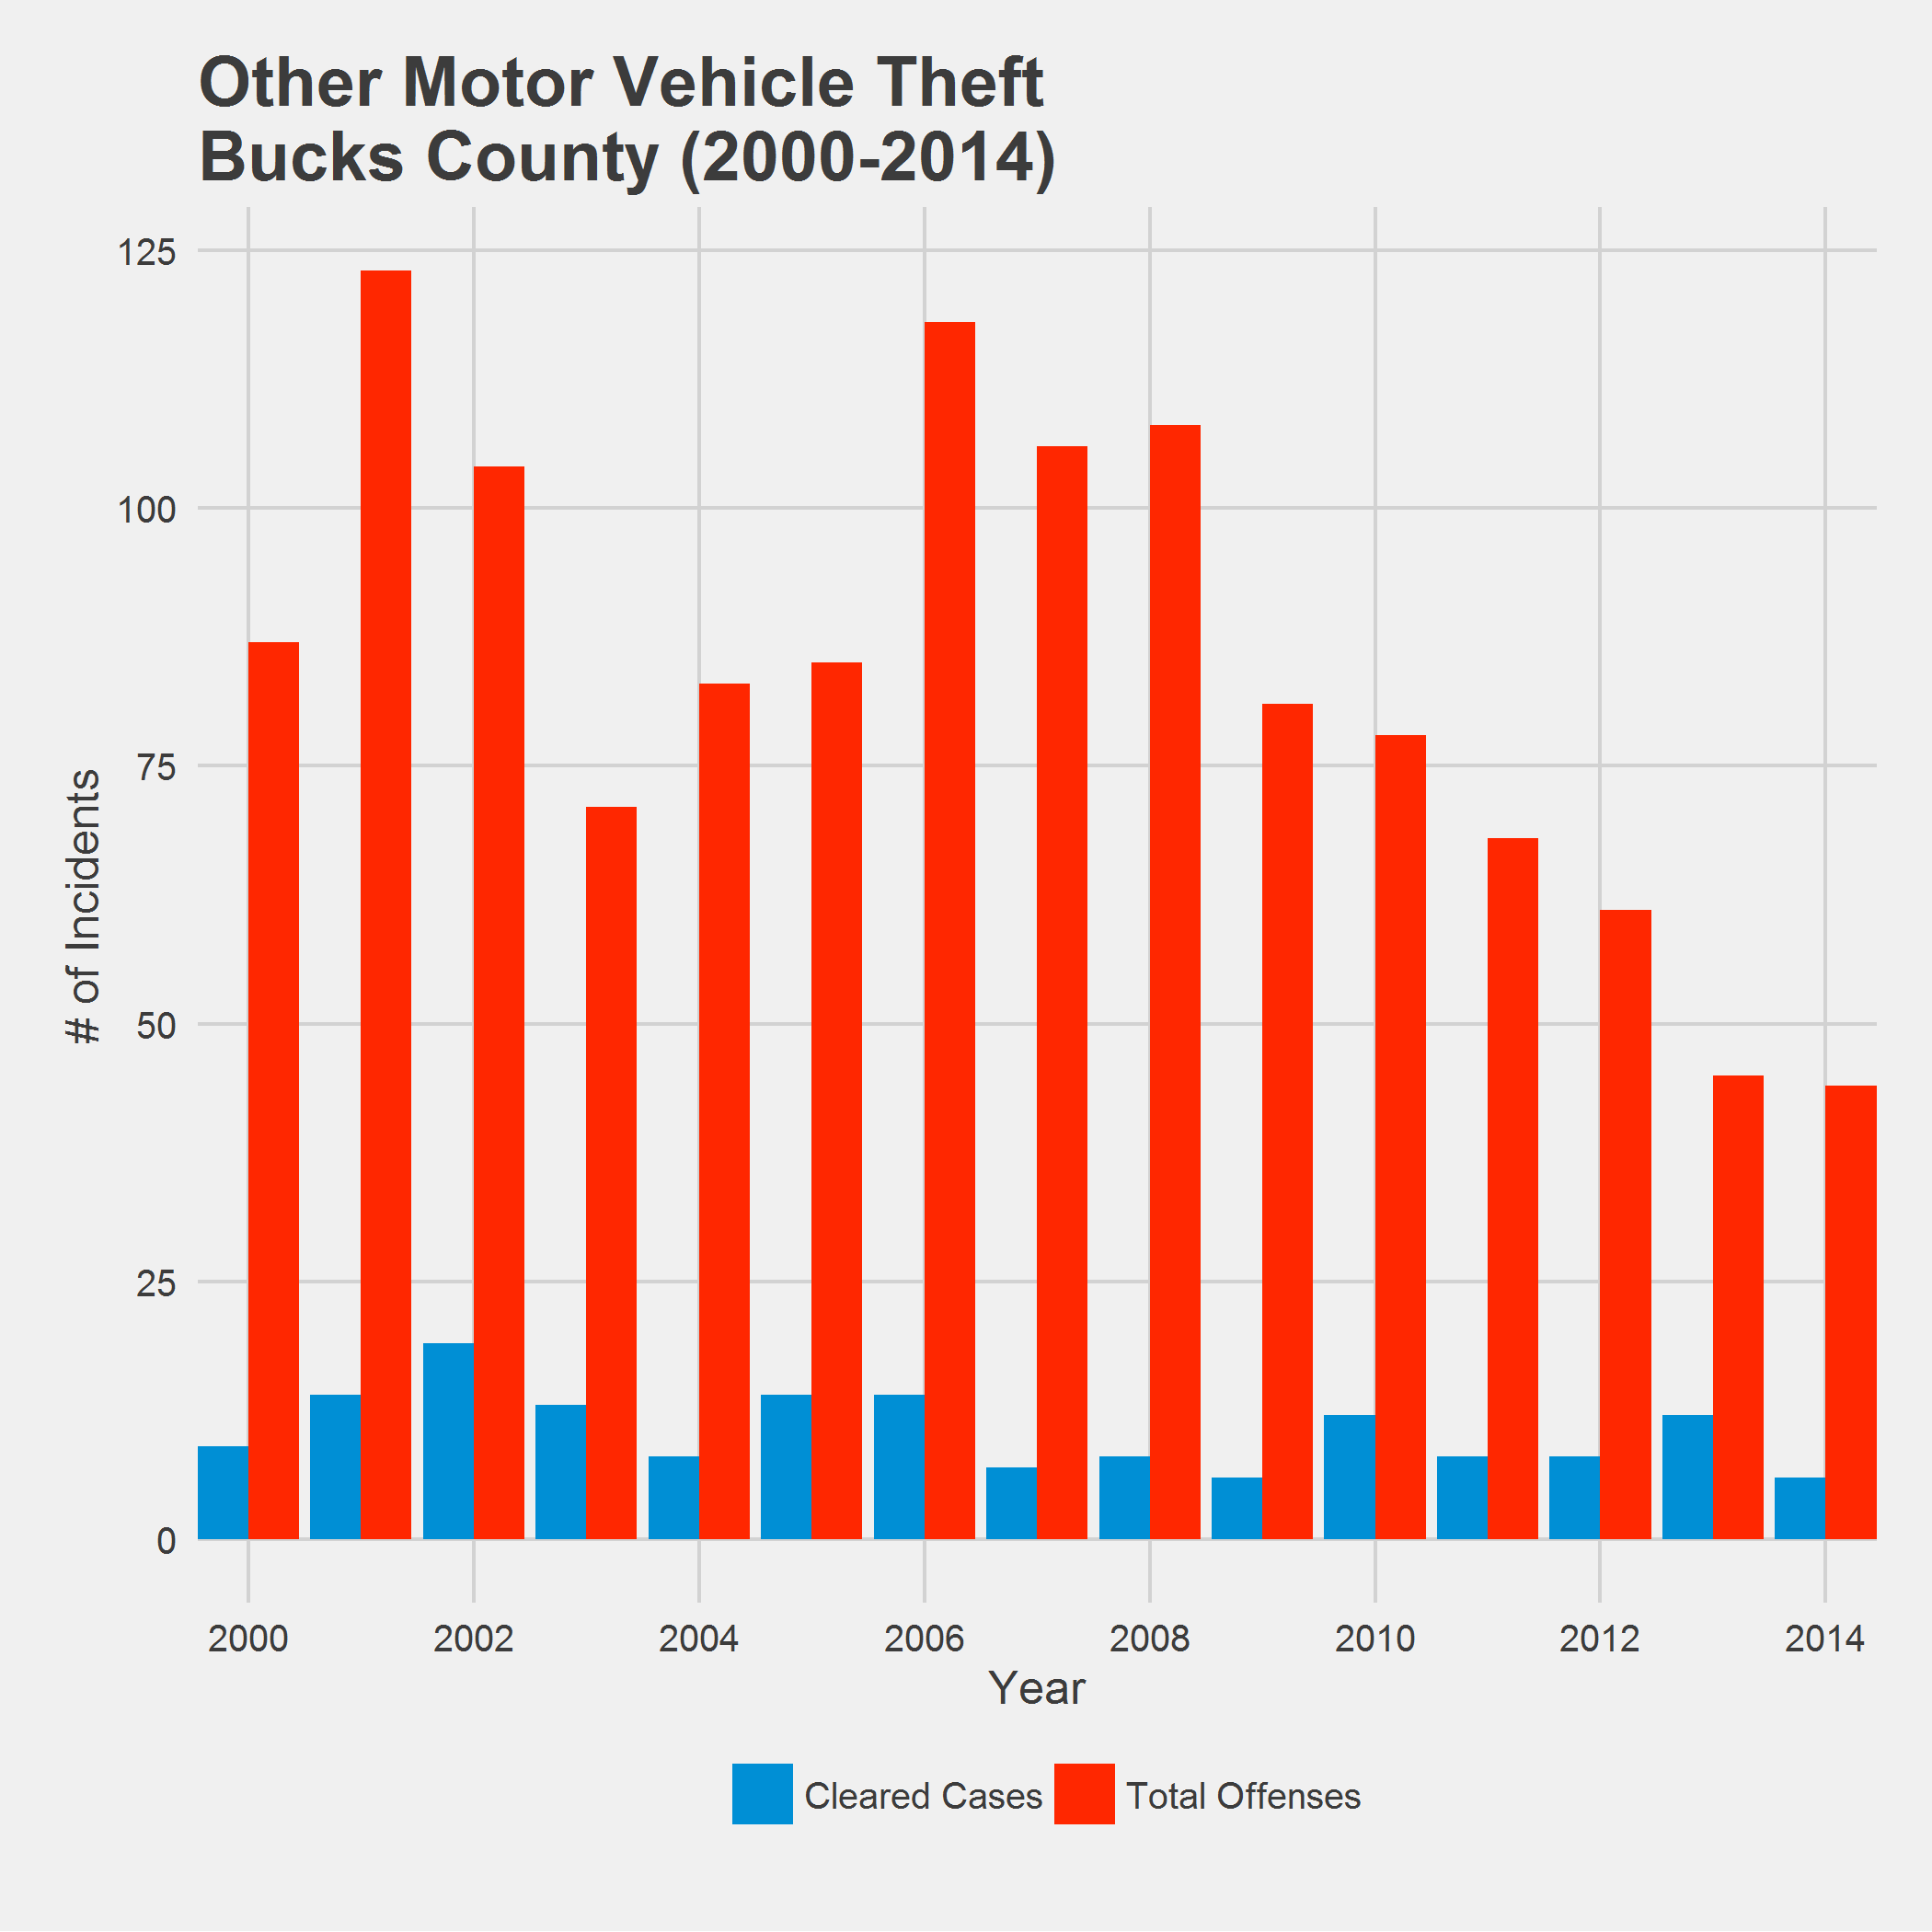 Other Motor Vehicle Theft
Bucks County (2000-2014)
125
100
75
50
25
0
# of Incidents
2000 2002 2004 2006 2008 2010 2012 2014
Year
Cleared Cases Total Offenses